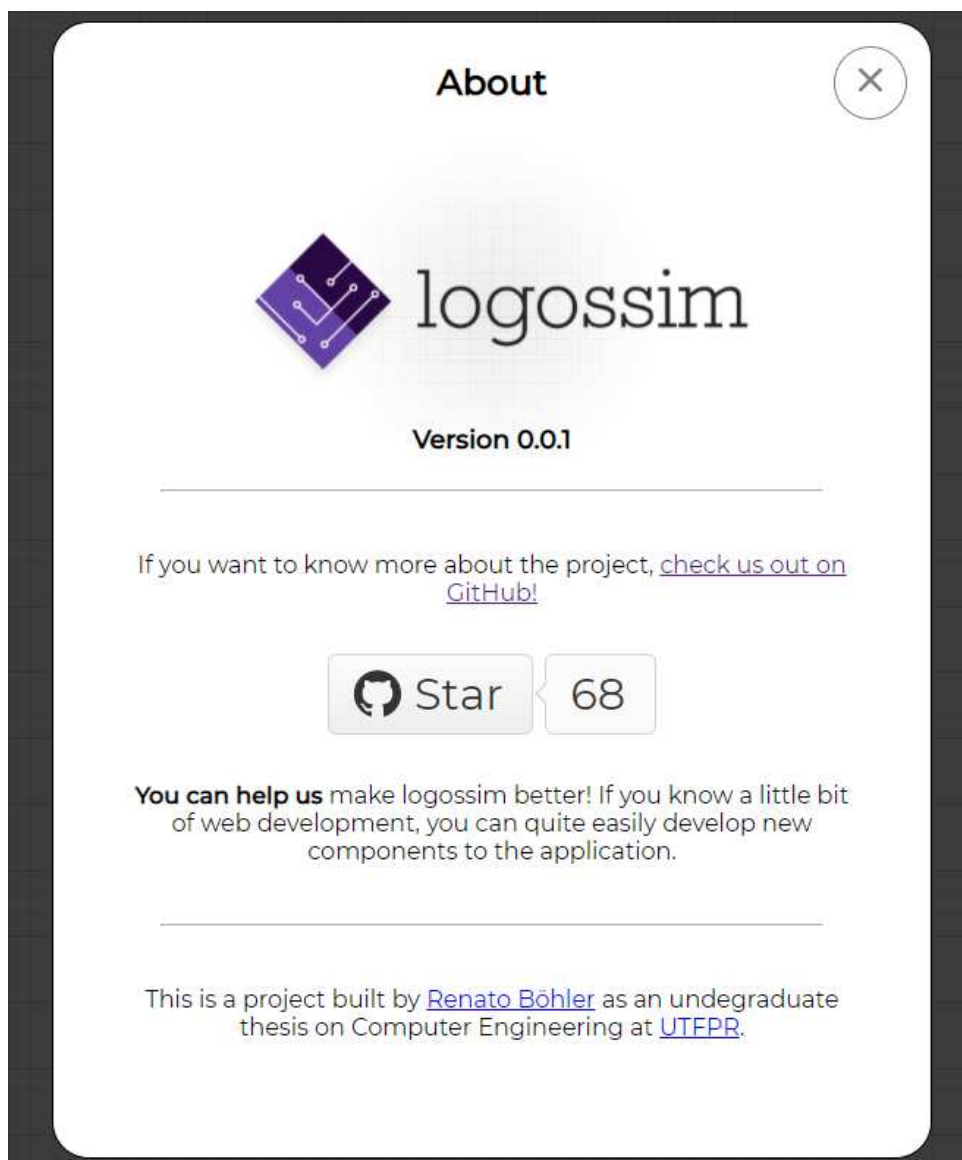 About
logossim
Version 0.0.1
If you want to know more about the project, check us out on
GitHub!
Star 68
You can help us make logossim better! If you know a little bit
of web development, you can quite easily develop new
components to the application.
This is a project built by Renato Böhler as an undegraduate
thesis on Computer Engineering at UTFPR.